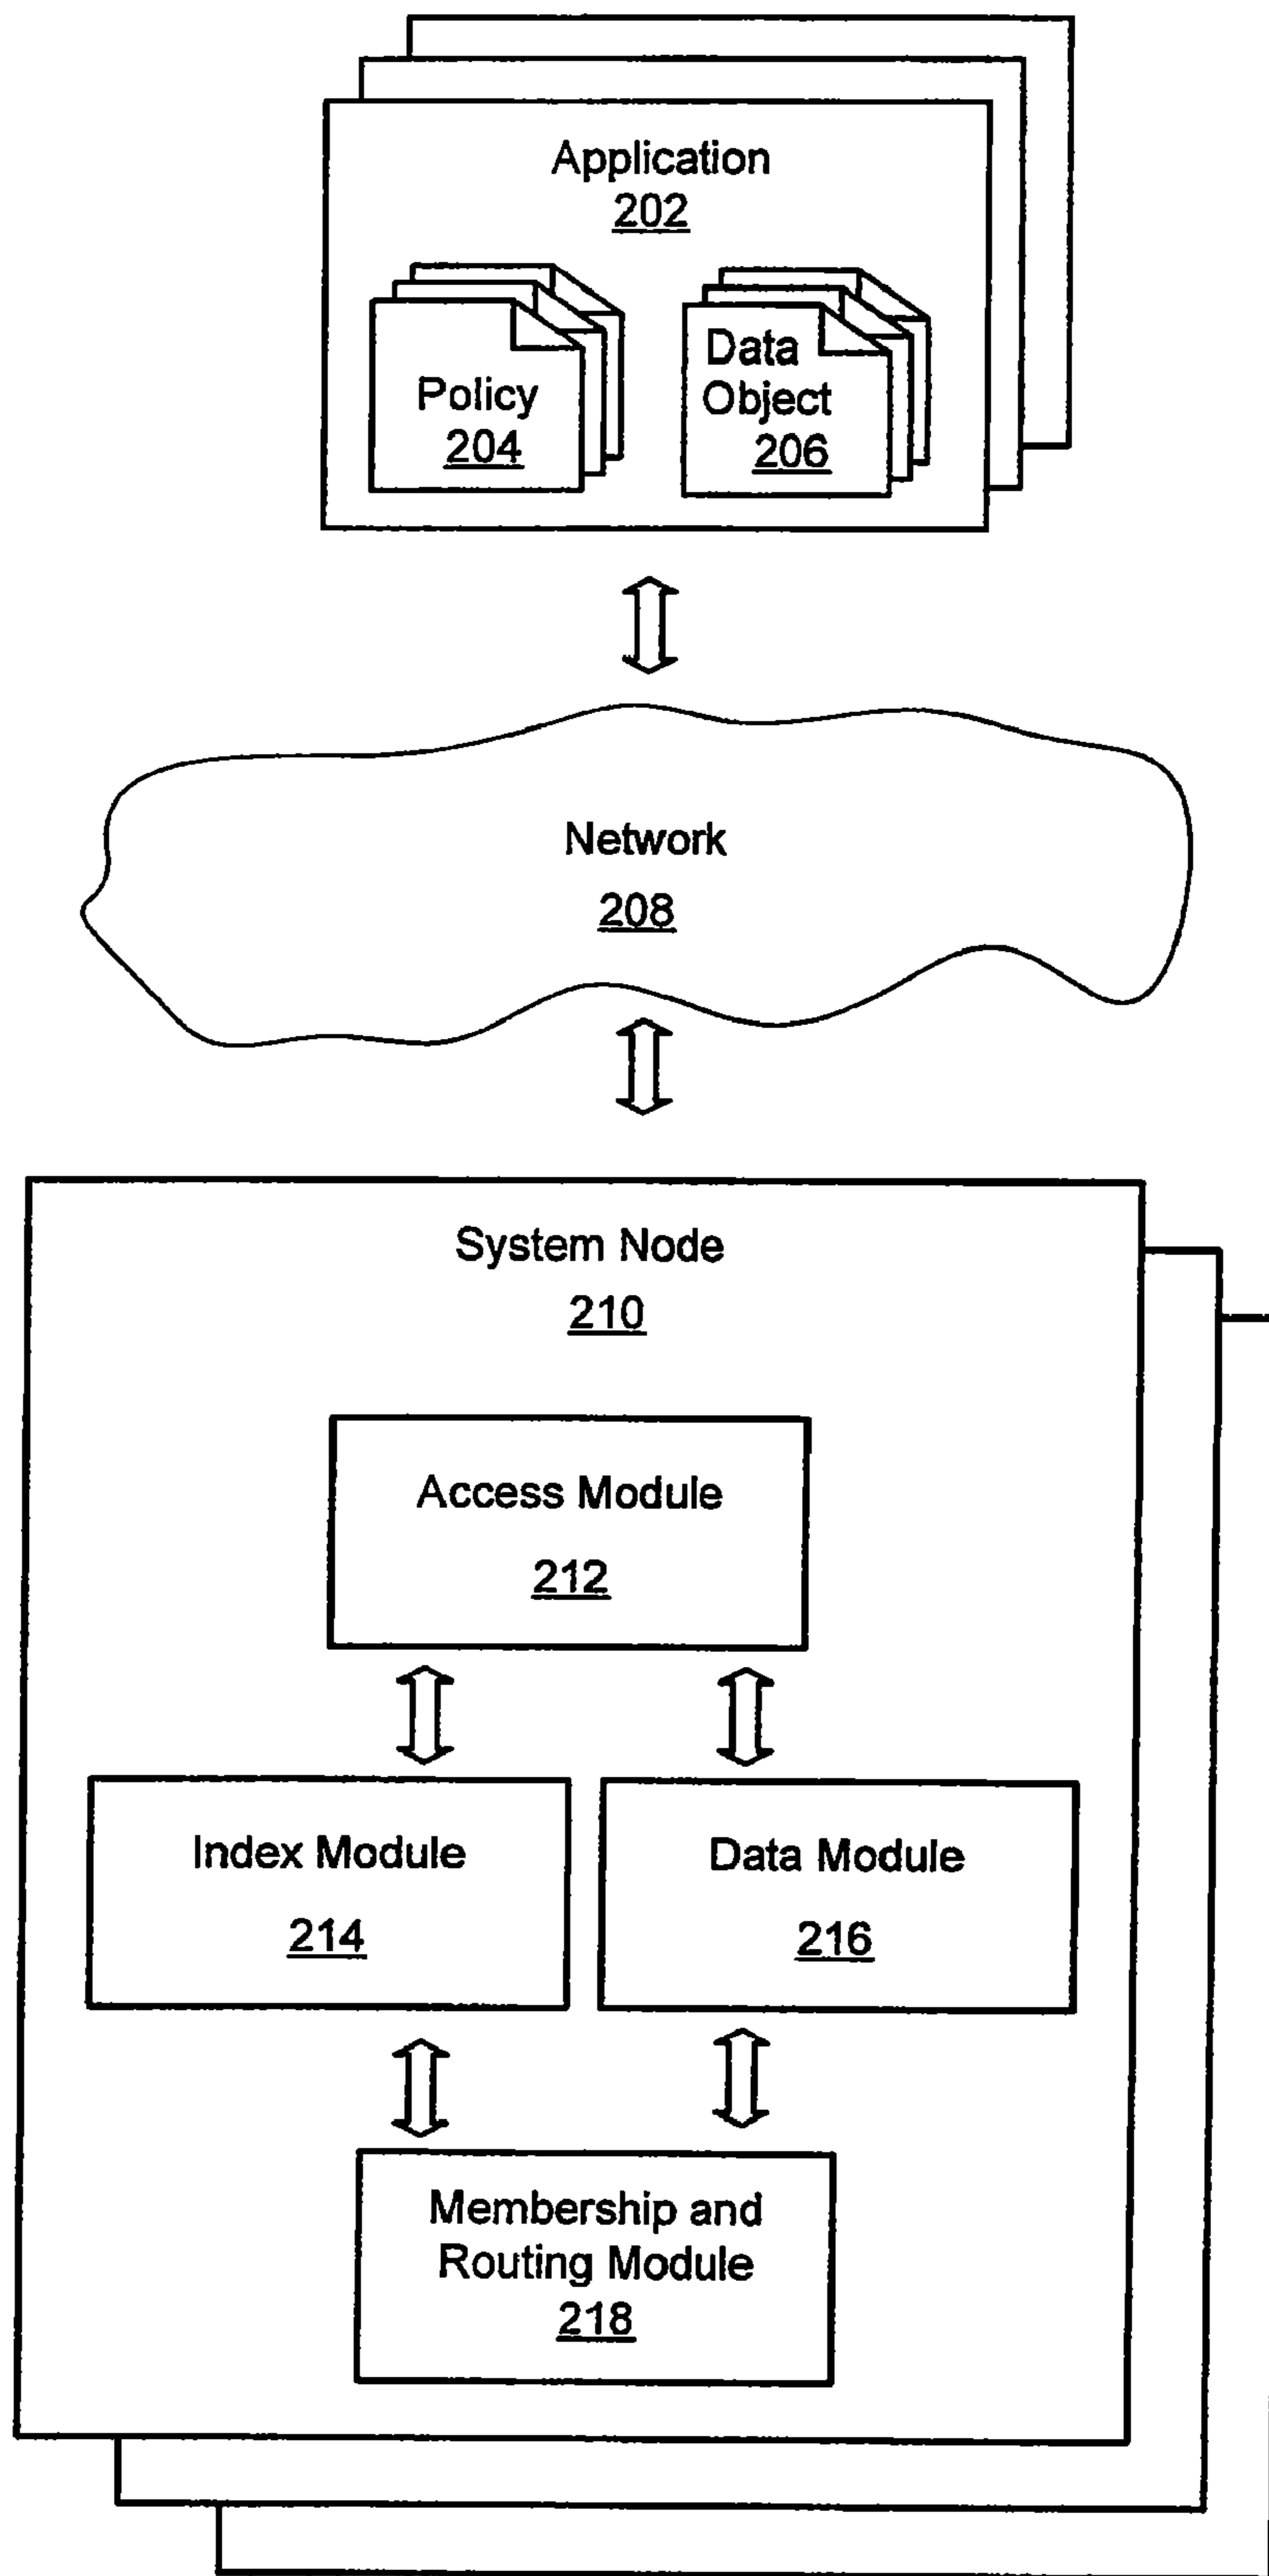 Application
202
Policy
204
Data
Object
206
Network
208
System Node
210
Access Module
212
Index Module
214
Data Module
216
Membership and
Routing Module
218